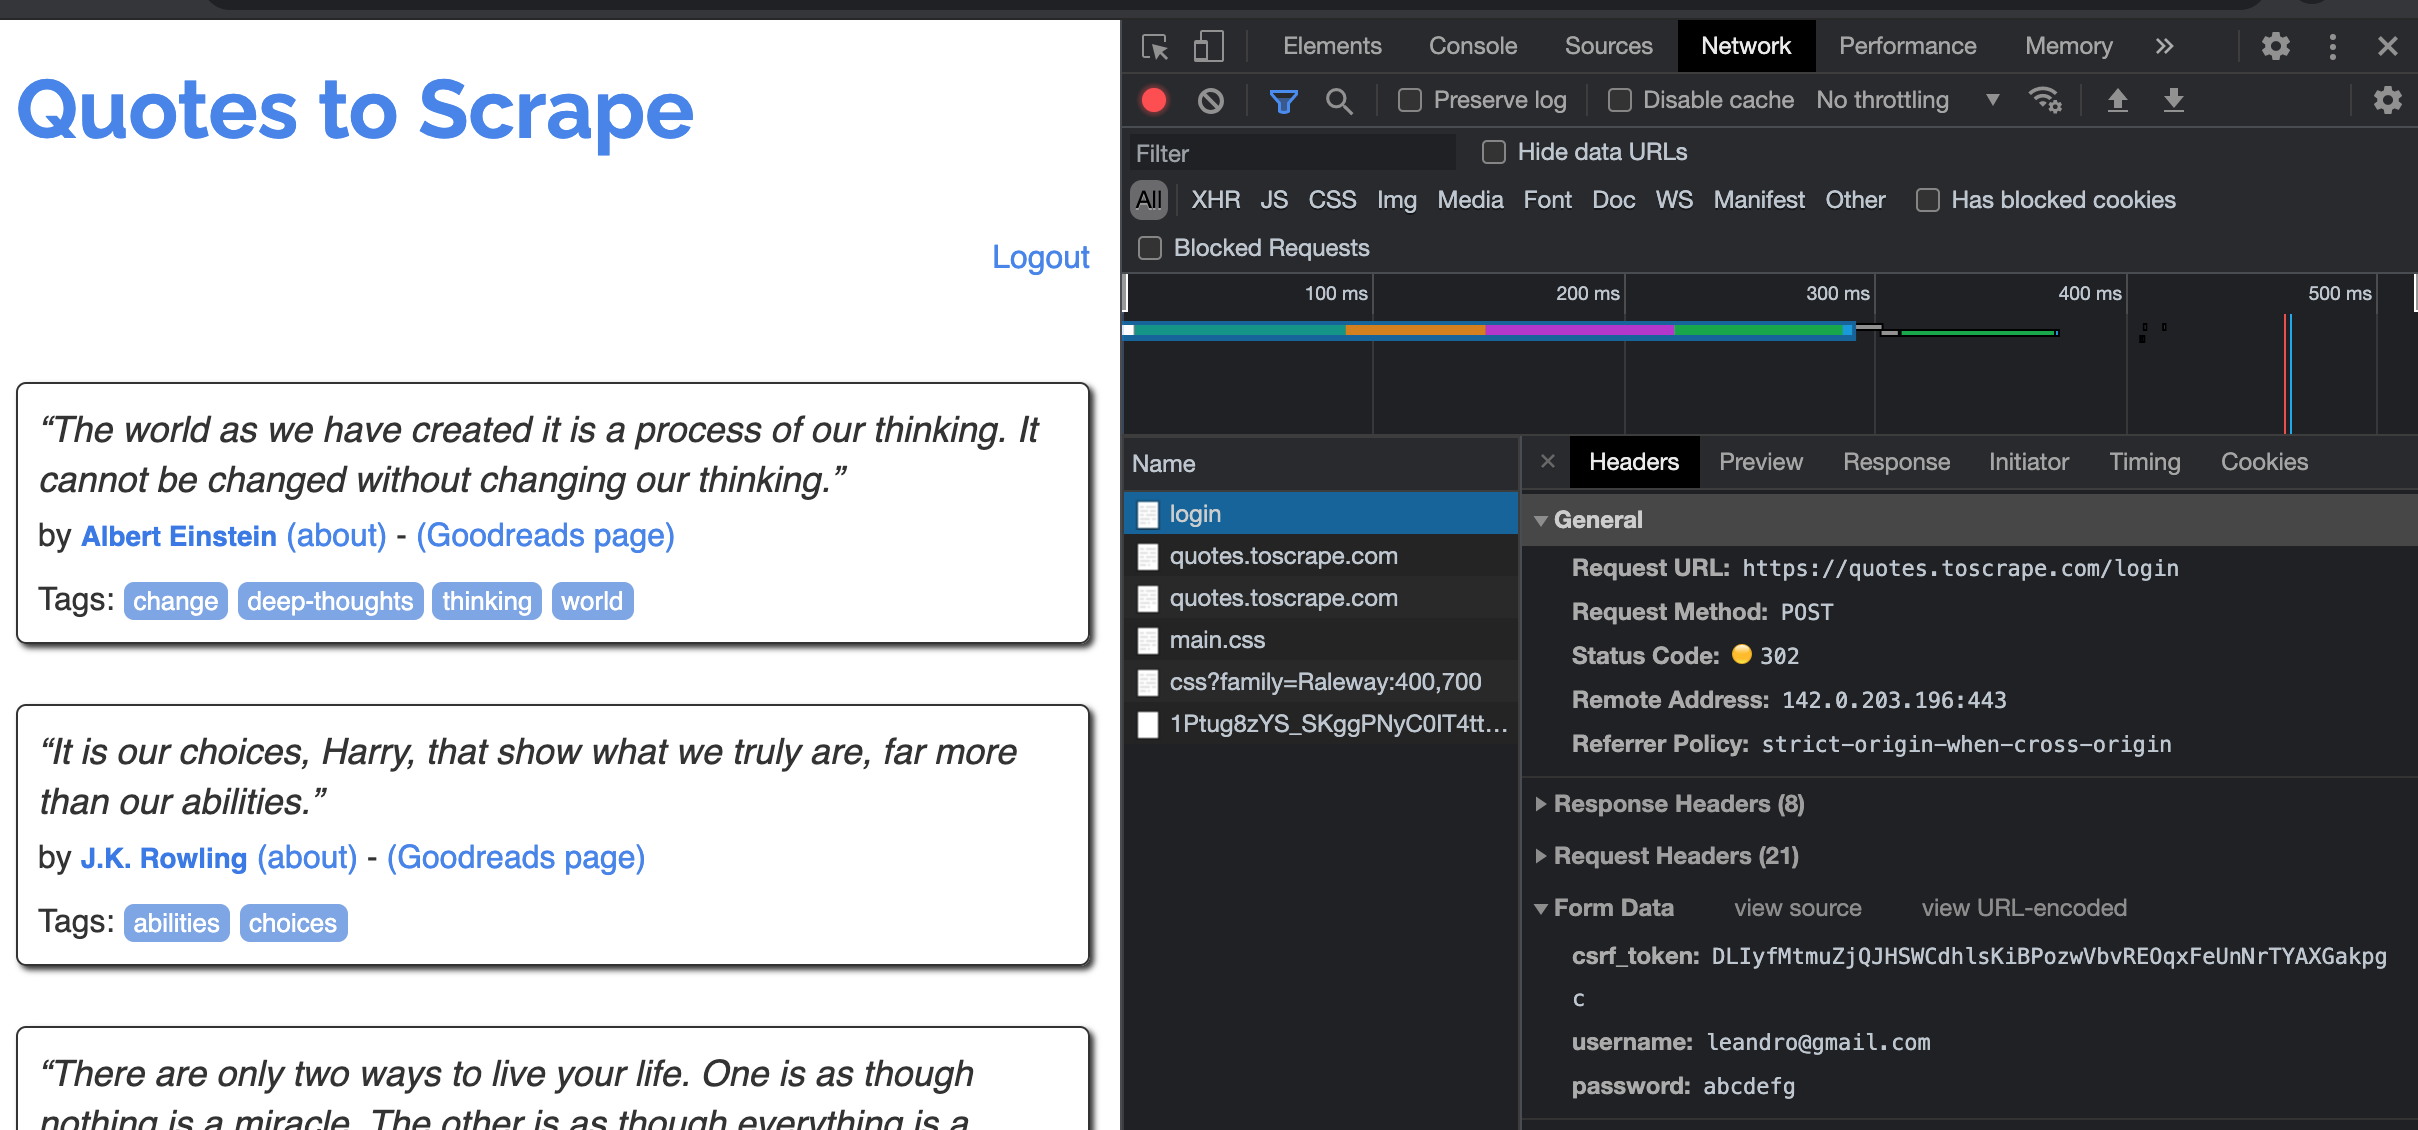 Quotes to Scrape
Logout
“The world as we have created it is a process of our thinking. It
cannot be changed without changing our thinking.”
by Albert Einstein (about) - (Goodreads page)
Tags: change deep-thoughts thinking world
“It is our choices, Harry, that show what we truly are, far more
than our abilities.”
by J.K. Rowling (about) - (Goodreads page)
Tags: abilities choices
“There are only two ways to live your life. One is as though
nothing is a miracle. The other is as though everything is a
Elements Console Sources Network Performance Memory
Preserve log Disable cache No throttling
Filter Hide data URLs
All XHR JS CSS Img Media Font Doc WS Manifest Other Has blocked cookies
Blocked Requests
100 ms 200 ms 300 ms 400 ms 500 ms
Name
login
quotes.toscrape.com
quotes.toscrape.com
main.css
css?family=Raleway:400,700
1Ptug8zYS_SKggPNyC0IT4tt...
Headers Preview Response Initiator Timing Cookies
General
Request URL: https://quotes.toscrape.com/login
Request Method: POST
Status Code: 302
Remote Address: 142.0.203.196:443
Referrer Policy: strict-origin-when-cross-origin
Response Headers (8)
Request Headers (21)
Form Data view source view URL-encoded
csrf_token: DLIyfMtmuZjQJHSWCdhlsKiBPozwVbvREOqxFeUnNrTYAXGakpg
c
username: leandro@gmail.com
password: abcdefg